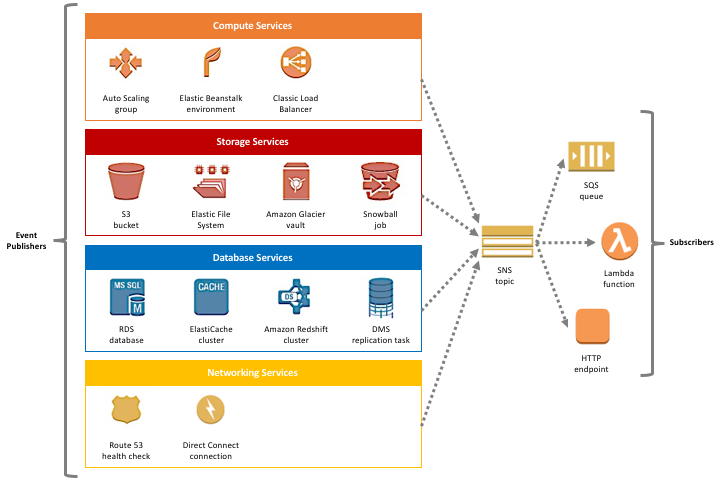 Compute Services
Auto Scaling
group
Elastic Beanstalk
environment
Classic Load
Balancer
Storage Services
S3
bucket
Elastic File
System
Amazon Glacier
vault
Snowball
job
Event
Publishers
Database Services
MS SQL
M
RDS
database
CACHE
ElastiCache
cluster
DS
Amazon Redshift
cluster
DMS
replication task
Networking Services
Route 53
health check
Direct Connect
connection
SNS
topic
SQS
queue
λ
Lambda
function
HTTP
endpoint
Subscribers